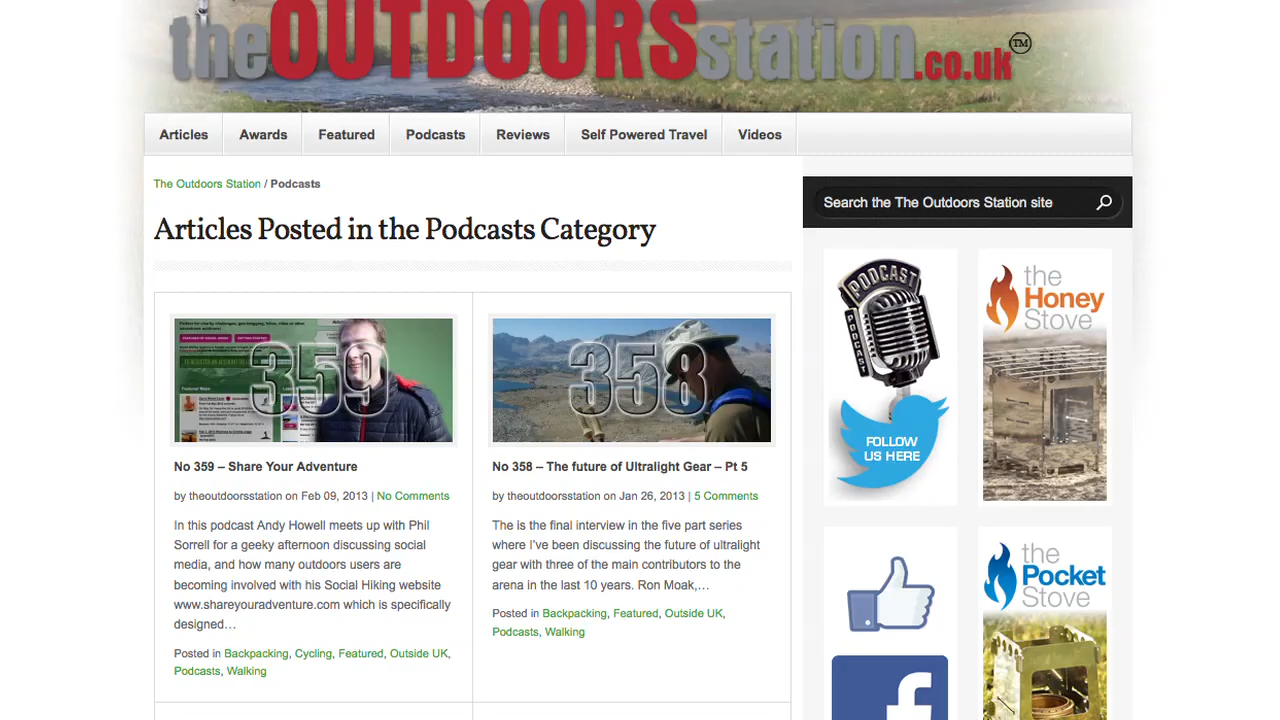 theOUTDOORSstation.co.uk TM
Articles Awards Featured Podcasts Reviews Self Powered Travel Videos
The Outdoors Station / Podcasts
Search the The Outdoors Station site
Articles Posted in the Podcasts Category
359
358
No 359 – Share Your Adventure
by theoutdoorsstation on Feb 09, 2013 | No Comments
In this podcast Andy Howell meets up with Phil
Sorrell for a geeky afternoon discussing social
media, and how many outdoors users are
becoming involved with his Social Hiking website
www.shareyouradventure.com which is specifically
designed…
Posted in Backpacking, Cycling, Featured, Outside UK,
Podcasts, Walking
No 358 – The future of Ultralight Gear – Pt 5
by theoutdoorsstation on Jan 26, 2013 | 5 Comments
The is the final interview in the five part series
where I've been discussing the future of ultralight
gear with three of the main contributors to the
arena in the last 10 years. Ron Moak,…
Posted in Backpacking, Featured, Outside UK,
Podcasts, Walking
PODCAST
PODCAST
FOLLOW
US HERE
the
Honey
Stove
the
Pocket
Stove
f